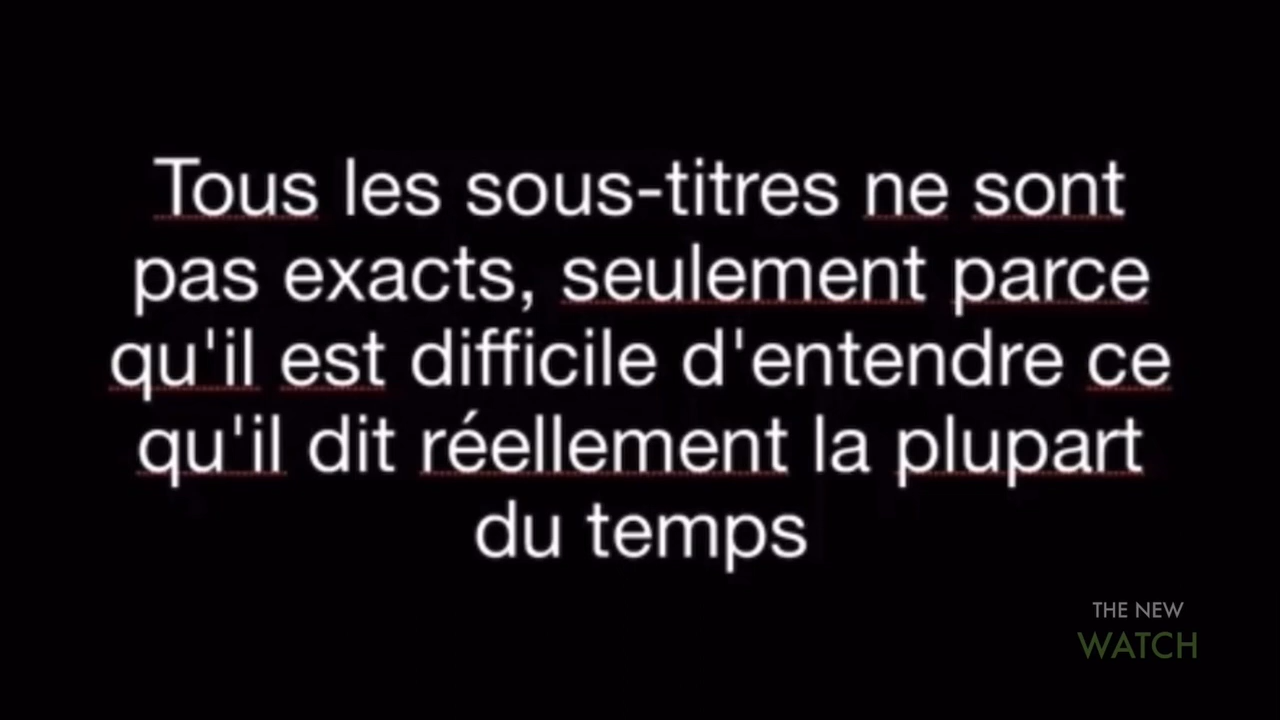 Tous les sous-titres ne sont
pas exacts, seulement parce
qu'il est difficile d'entendre ce
qu'il dit réellement la plupart
du temps
THE NEW
WATCH